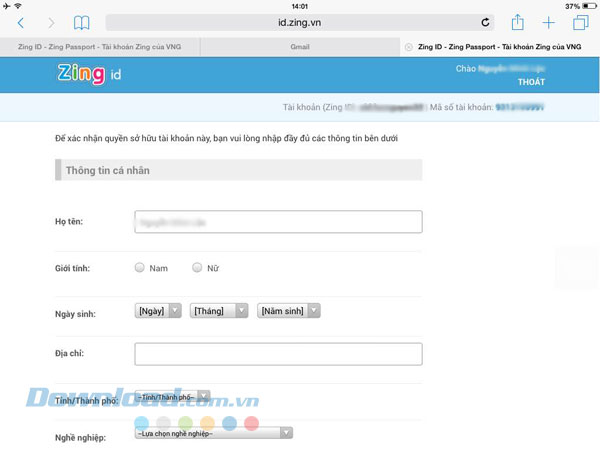 14:01
37%
id.zing.vn
Zing ID - Zing Passport - Tài khoản Zing của VNG
Gmail
Zing ID - Zing Passport - Tài khoản Zing của VNG
Zing id
Chào
THOÁT
Tài khoản (Zing ID: Mã số tài khoản:
Để xác nhận quyền sở hữu tài khoản này, bạn vui lòng nhập đầy đủ các thông tin bên dưới
Thông tin cá nhân
Họ tên:
Giới tính: Nam Nữ
Ngày sinh: [Ngày] [Tháng] [Năm sinh]
Địa chỉ:
Tỉnh/Thành phố: --Tỉnh/Thành phố--
Download.com.vn
Nghề nghiệp: --Lựa chọn nghề nghiệp--